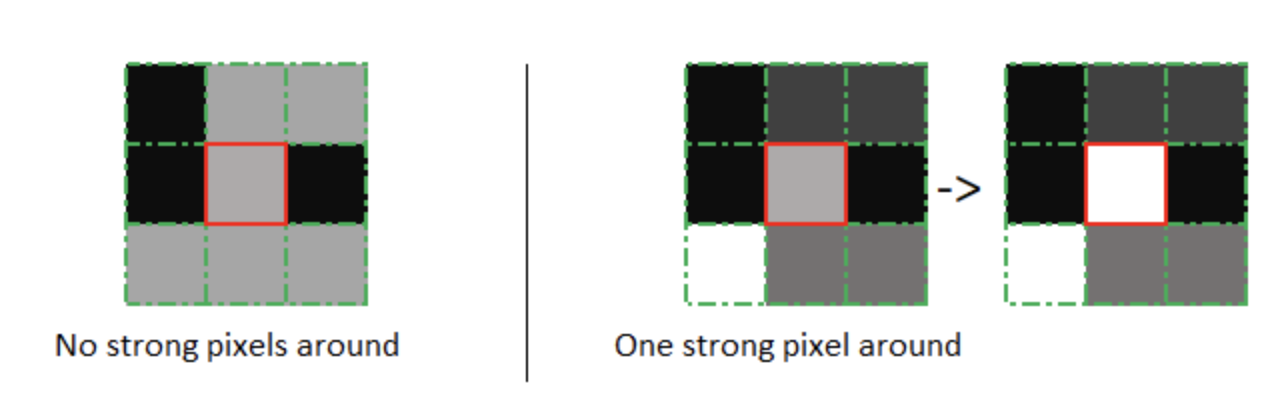 ->
No strong pixels around
One strong pixel around